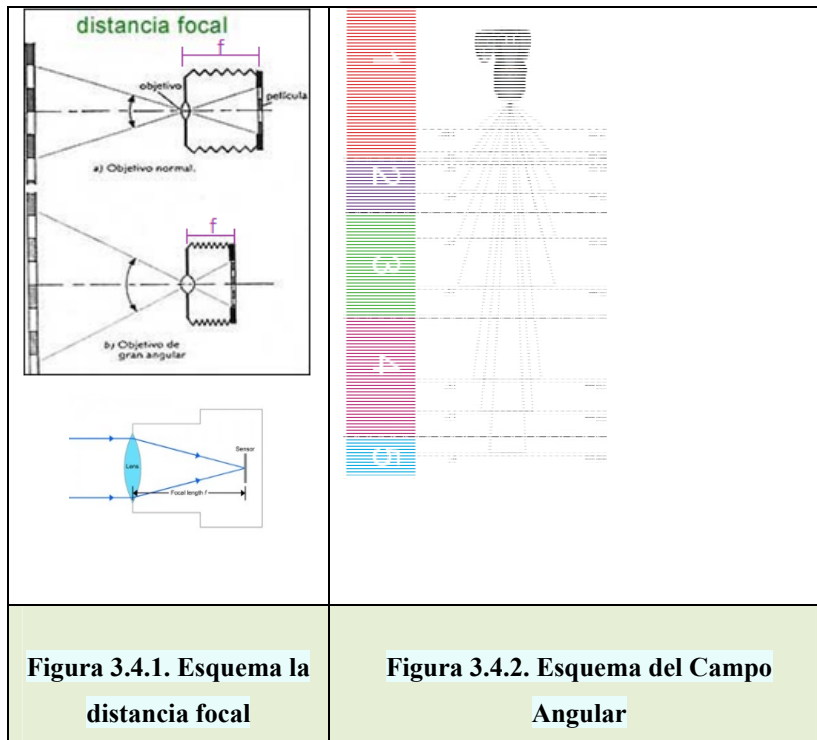 distancia focal
f
objetivo
película
a) Objetivo normal.
f
b) Objetivo de
gran angular
Lens
Sensor
Focal length f
1
2
3
4
5
Figura 3.4.1. Esquema la
distancia focal
Figura 3.4.2. Esquema del Campo
Angular